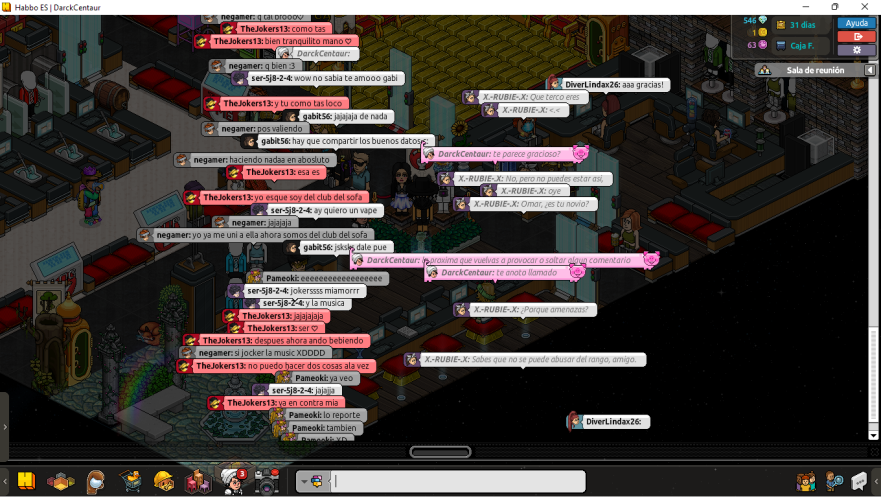 Habbo ES | DarckCentaur
negamer: q tal brooo♡
TheJokers13: como tas
TheJokers13: bien tranquilito mano ♡
DarckCentaur:
negamer: q bien :3
ser-5j8-2-4: wow no sabia te amooo gabi
DiverLindax26: aaa gracias!
X.-RUBIE-.X: Que terco eres
TheJokers13: y tu como tas loco
X.-RUBIE-.X: <.<
gabit56: jajajaja de nada
negamer: pos valiendo
gabit56: hay que compartir los buenos datos
DarckCentaur: te parece gracioso?
negamer: haciendo nadaa en abosluto
TheJokers13: esa es
X.-RUBIE-.X: No, pero no puedes estar así,
X.-RUBIE-.X: oye
TheJokers13: yo esque soy del club del sofa
X.-RUBIE-.X: Omar, ¿es tu novio?
ser-5j8-2-4: ay quiero un vape
negamer: jajajaja
negamer: yo ya me uni a ella ahora somos del club del sofa
gabit56: jsksks dale pue
DarckCentaur: la proxima que vuelvas a provocar o soltar algun comentario
DarckCentaur: te anoto llamado
Pameoki: eeeeeeeeeeeeeeeeee
ser-5j8-2-4: jokerssss miamorrr
ser-5j8-2-4: y la musica
X.-RUBIE-.X: ¿Porque amenazas?
TheJokers13: jajajajaja
TheJokers13: ser ♡
TheJokers13: despues ahora ando bebiendo
negamer: si jocker la music XDDDD
X.-RUBIE-.X: Sabes que no se puede abusar del rango, amigo.
TheJokers13: no puedo hacer dos cosas ala vez
Pameoki: ya veo
ser-5j8-2-4: jajajja
TheJokers13: ya en contra mia
Pameoki: lo reporte
DiverLindax26:
Pameoki: tambien
Pameoki: XD
546
1
63
31 días
Caja F.
Ayuda
Sala de reunión
3